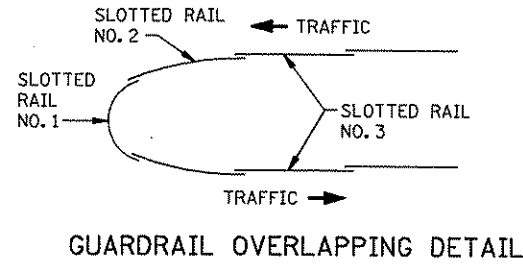 SLOTTED RAIL
NO. 2
TRAFFIC
SLOTTED
RAIL
NO. 1
SLOTTED RAIL
NO. 3
TRAFFIC
GUARDRAIL OVERLAPPING DETAIL